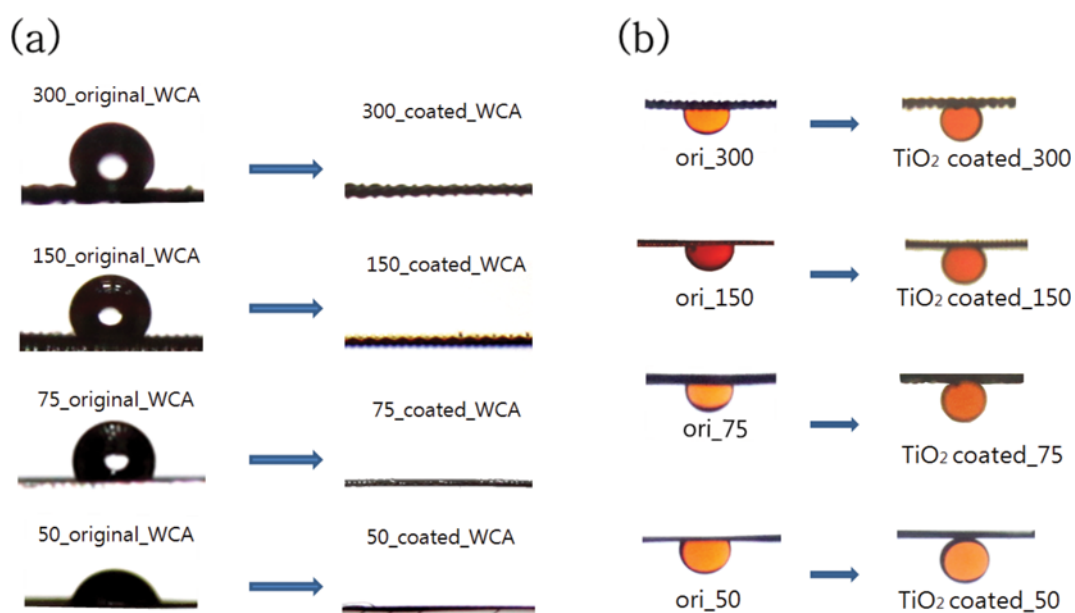 (a)
300_original_WCA
300_coated_WCA
150_original_WCA
150_coated_WCA
75_original_WCA
75_coated_WCA
50_original_WCA
50_coated_WCA
(b)
ori_300
TiO₂ coated_300
ori_150
TiO₂ coated_150
ori_75
TiO₂ coated_75
ori_50
TiO₂ coated_50